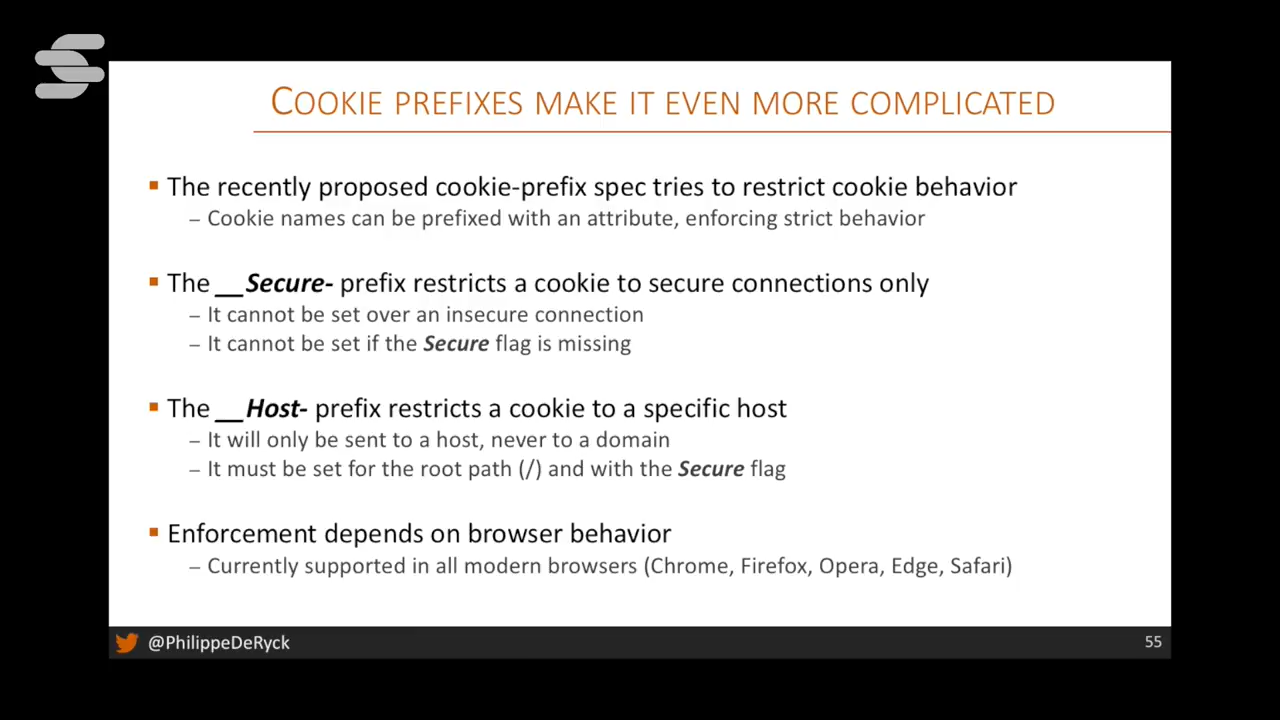 COOKIE PREFIXES MAKE IT EVEN MORE COMPLICATED
▪ The recently proposed cookie-prefix spec tries to restrict cookie behavior
– Cookie names can be prefixed with an attribute, enforcing strict behavior
▪ The __Secure- prefix restricts a cookie to secure connections only
– It cannot be set over an insecure connection
– It cannot be set if the Secure flag is missing
▪ The __Host- prefix restricts a cookie to a specific host
– It will only be sent to a host, never to a domain
– It must be set for the root path (/) and with the Secure flag
▪ Enforcement depends on browser behavior
– Currently supported in all modern browsers (Chrome, Firefox, Opera, Edge, Safari)
@PhilippeDeRyck
55